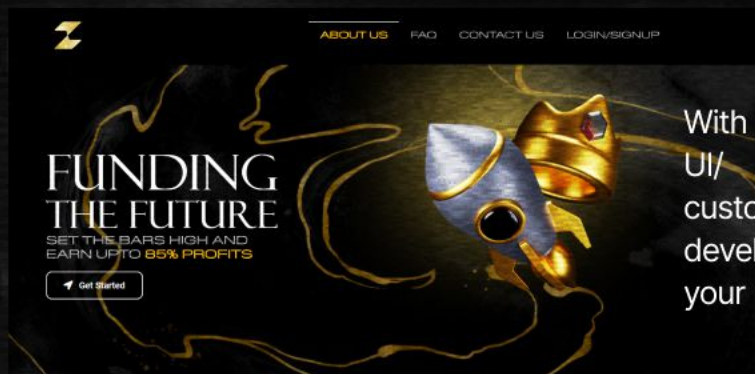 ABOUT US FAQ CONTACT US LOGIN/SIGNUP
FUNDING
THE FUTURE
SET THE BARS HIGH AND
EARN UPTO 85% PROFITS
Get Started
With
UI/
custo
devel
your